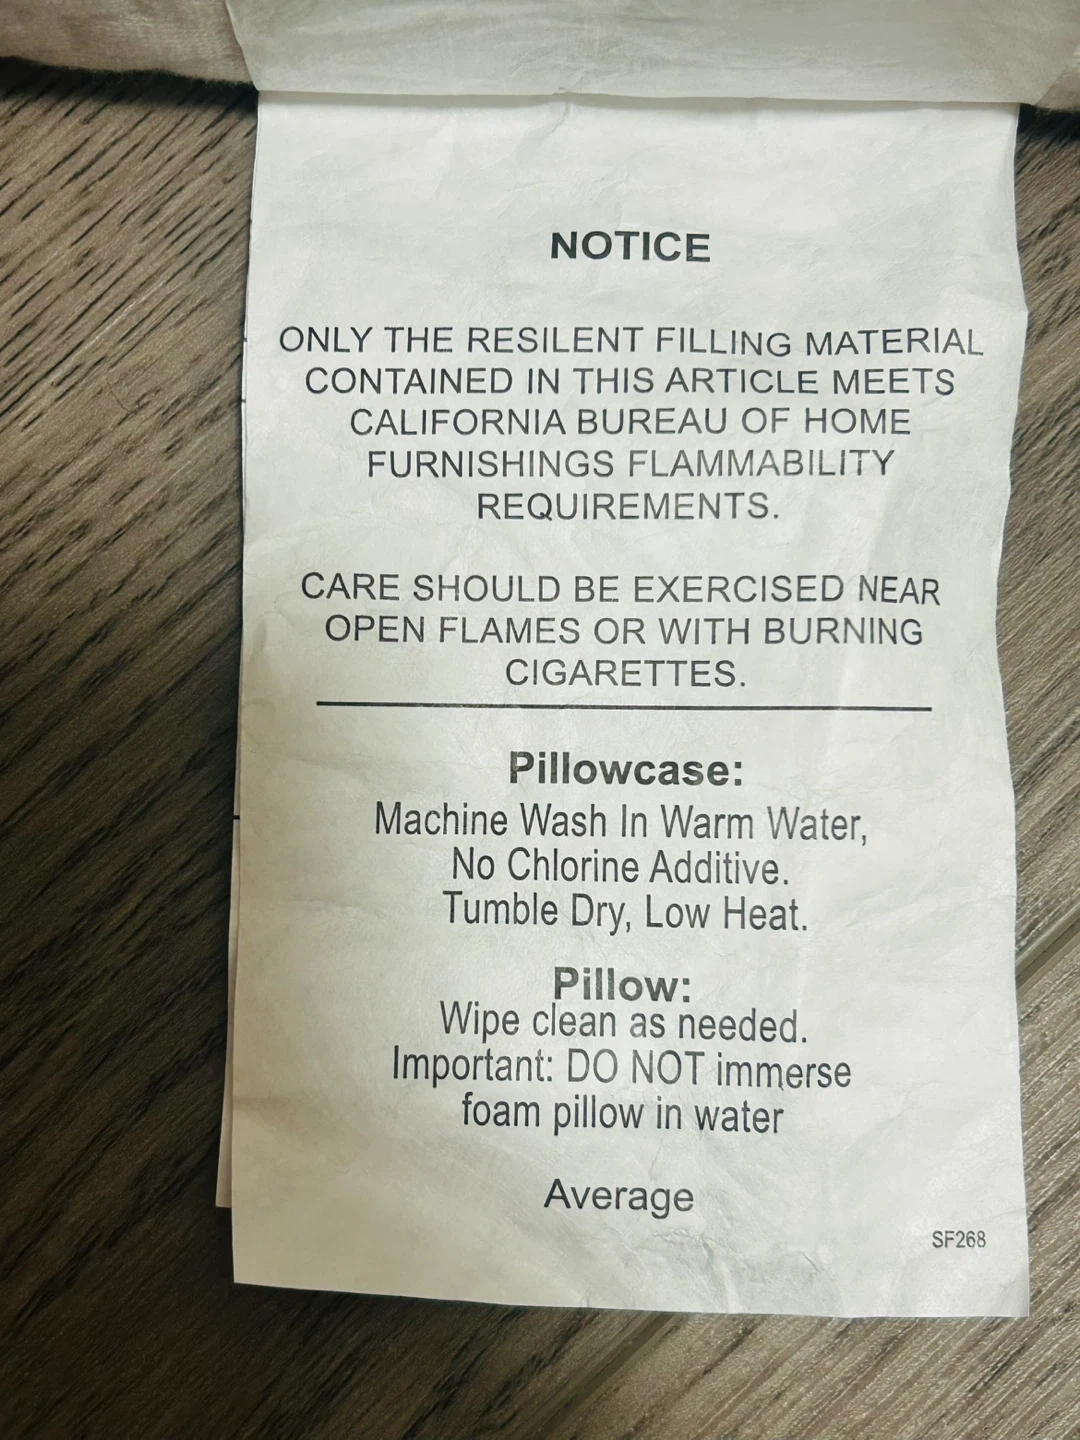 NOTICE
ONLY THE RESILENT FILLING MATERIAL
CONTAINED IN THIS ARTICLE MEETS
CALIFORNIA BUREAU OF HOME
FURNISHINGS FLAMMABILITY
REQUIREMENTS.
CARE SHOULD BE EXERCISED NEAR
OPEN FLAMES OR WITH BURNING
CIGARETTES.
Pillowcase:
Machine Wash In Warm Water,
No Chlorine Additive.
Tumble Dry, Low Heat.
Pillow:
Wipe clean as needed.
Important: DO NOT immerse
foam pillow in water
Average
SF268